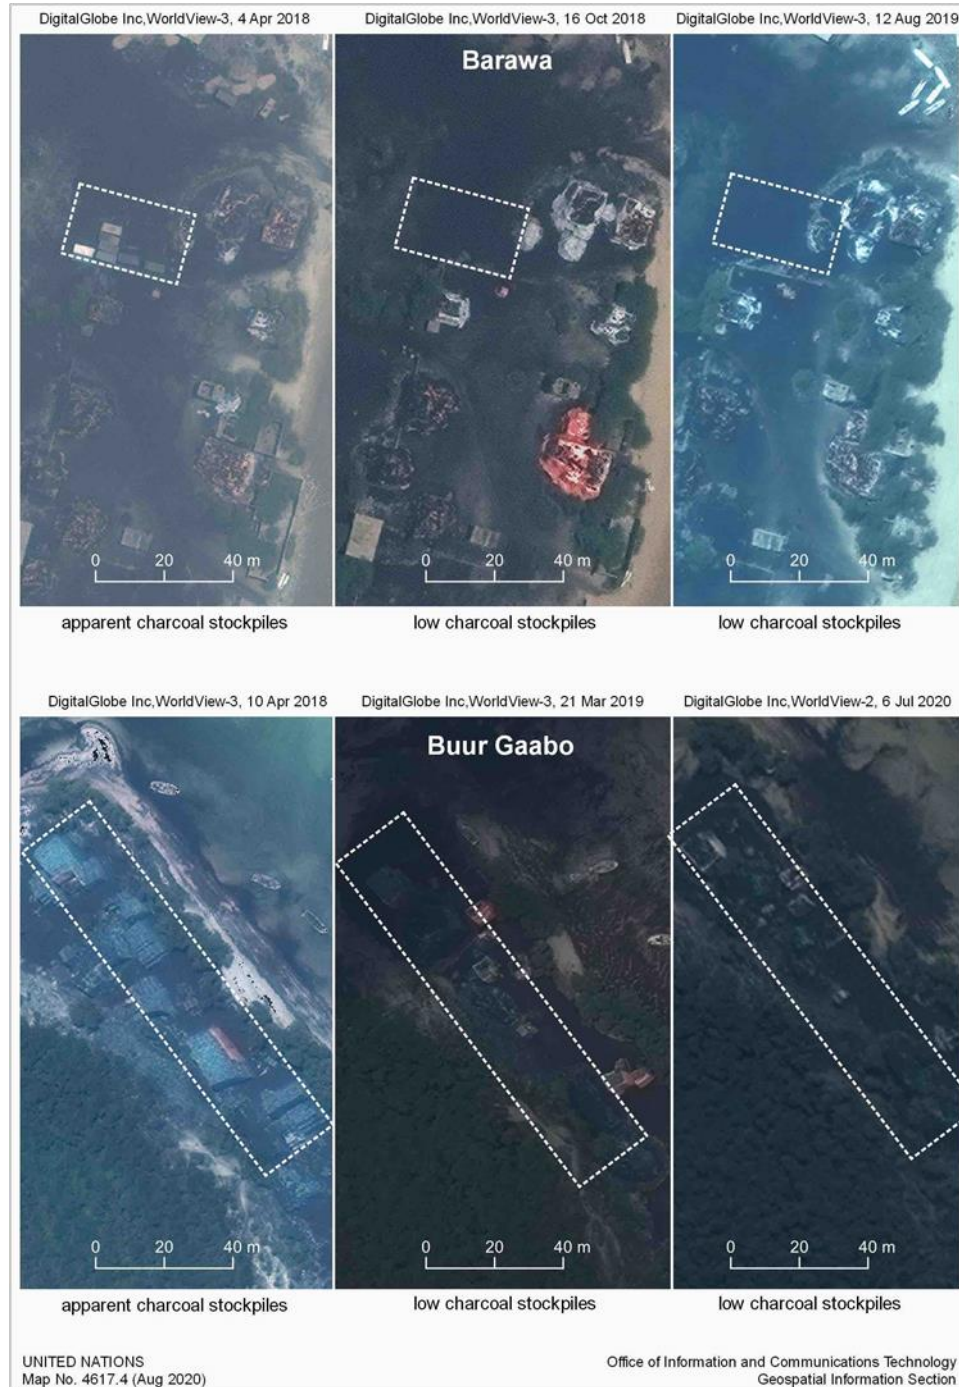 DigitalGlobe Inc,WorldView-3, 4 Apr 2018
DigitalGlobe Inc,WorldView-3, 16 Oct 2018
DigitalGlobe Inc,WorldView-3, 12 Aug 2019
Barawa
0 20 40 m
0 20 40 m
0 20 40 m
apparent charcoal stockpiles
low charcoal stockpiles
low charcoal stockpiles
DigitalGlobe Inc,WorldView-3, 10 Apr 2018
DigitalGlobe Inc,WorldView-3, 21 Mar 2019
DigitalGlobe Inc,WorldView-2, 6 Jul 2020
Buur Gaabo
0 20 40 m
0 20 40 m
0 20 40 m
apparent charcoal stockpiles
low charcoal stockpiles
low charcoal stockpiles
UNITED NATIONS
Map No. 4617.4 (Aug 2020)
Office of Information and Communications Technology
Geospatial Information Section